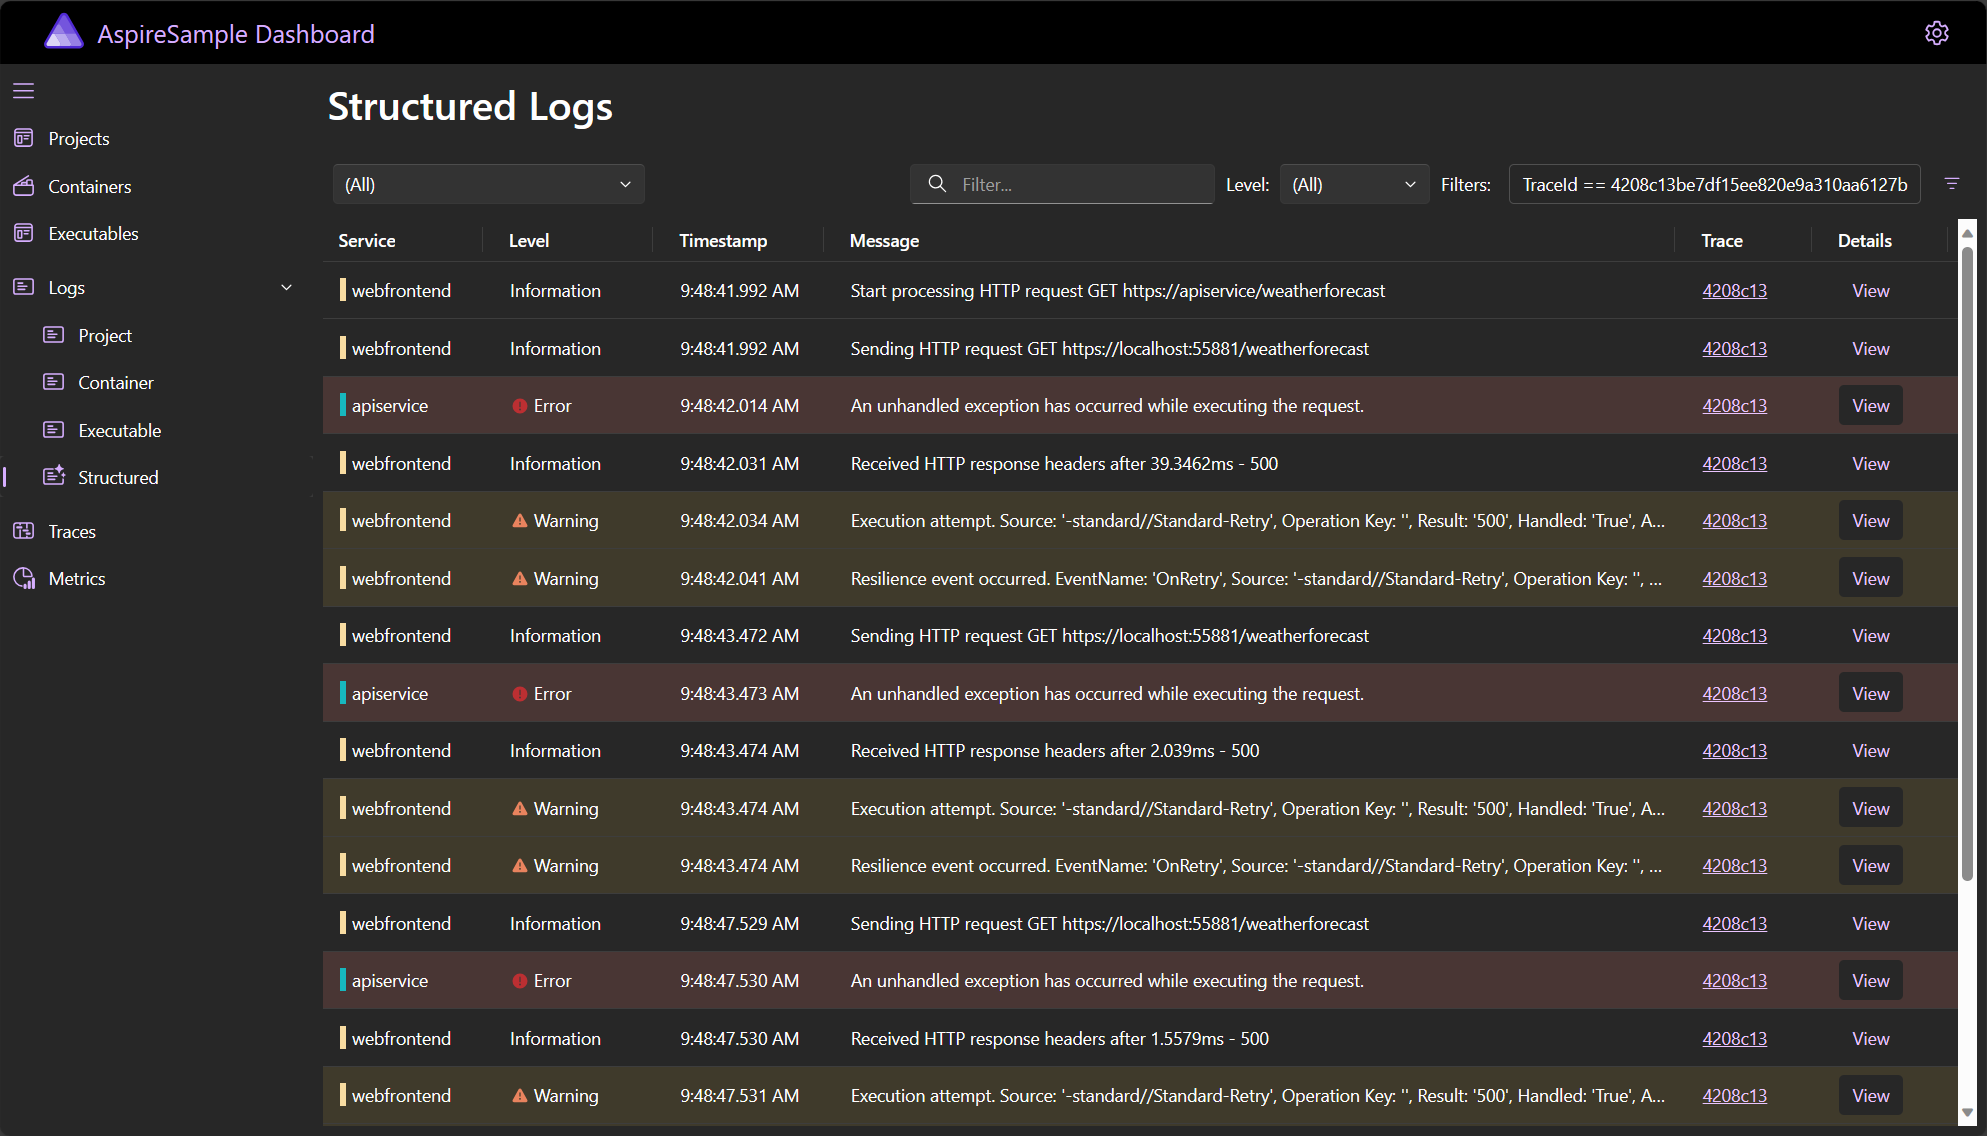 AspireSample Dashboard
Projects
Containers
Executables
Logs
Project
Container
Executable
Structured
Traces
Metrics
Structured Logs
(All) Filter... Level: (All) Filters: TraceId == 4208c13be7df15ee820e9a310aa6127b
Service Level Timestamp Message Trace Details
webfrontend Information 9:48:41.992 AM Start processing HTTP request GET https://apiservice/weatherforecast 4208c13 View
webfrontend Information 9:48:41.992 AM Sending HTTP request GET https://localhost:55881/weatherforecast 4208c13 View
apiservice Error 9:48:42.014 AM An unhandled exception has occurred while executing the request. 4208c13 View
webfrontend Information 9:48:42.031 AM Received HTTP response headers after 39.3462ms - 500 4208c13 View
webfrontend Warning 9:48:42.034 AM Execution attempt. Source: '-standard//Standard-Retry', Operation Key: '', Result: '500', Handled: 'True', A... 4208c13 View
webfrontend Warning 9:48:42.041 AM Resilience event occurred. EventName: 'OnRetry', Source: '-standard//Standard-Retry', Operation Key: '', ... 4208c13 View
webfrontend Information 9:48:43.472 AM Sending HTTP request GET https://localhost:55881/weatherforecast 4208c13 View
apiservice Error 9:48:43.473 AM An unhandled exception has occurred while executing the request. 4208c13 View
webfrontend Information 9:48:43.474 AM Received HTTP response headers after 2.039ms - 500 4208c13 View
webfrontend Warning 9:48:43.474 AM Execution attempt. Source: '-standard//Standard-Retry', Operation Key: '', Result: '500', Handled: 'True', A... 4208c13 View
webfrontend Warning 9:48:43.474 AM Resilience event occurred. EventName: 'OnRetry', Source: '-standard//Standard-Retry', Operation Key: '', ... 4208c13 View
webfrontend Information 9:48:47.529 AM Sending HTTP request GET https://localhost:55881/weatherforecast 4208c13 View
apiservice Error 9:48:47.530 AM An unhandled exception has occurred while executing the request. 4208c13 View
webfrontend Information 9:48:47.530 AM Received HTTP response headers after 1.5579ms - 500 4208c13 View
webfrontend Warning 9:48:47.531 AM Execution attempt. Source: '-standard//Standard-Retry', Operation Key: '', Result: '500', Handled: 'True', A... 4208c13 View